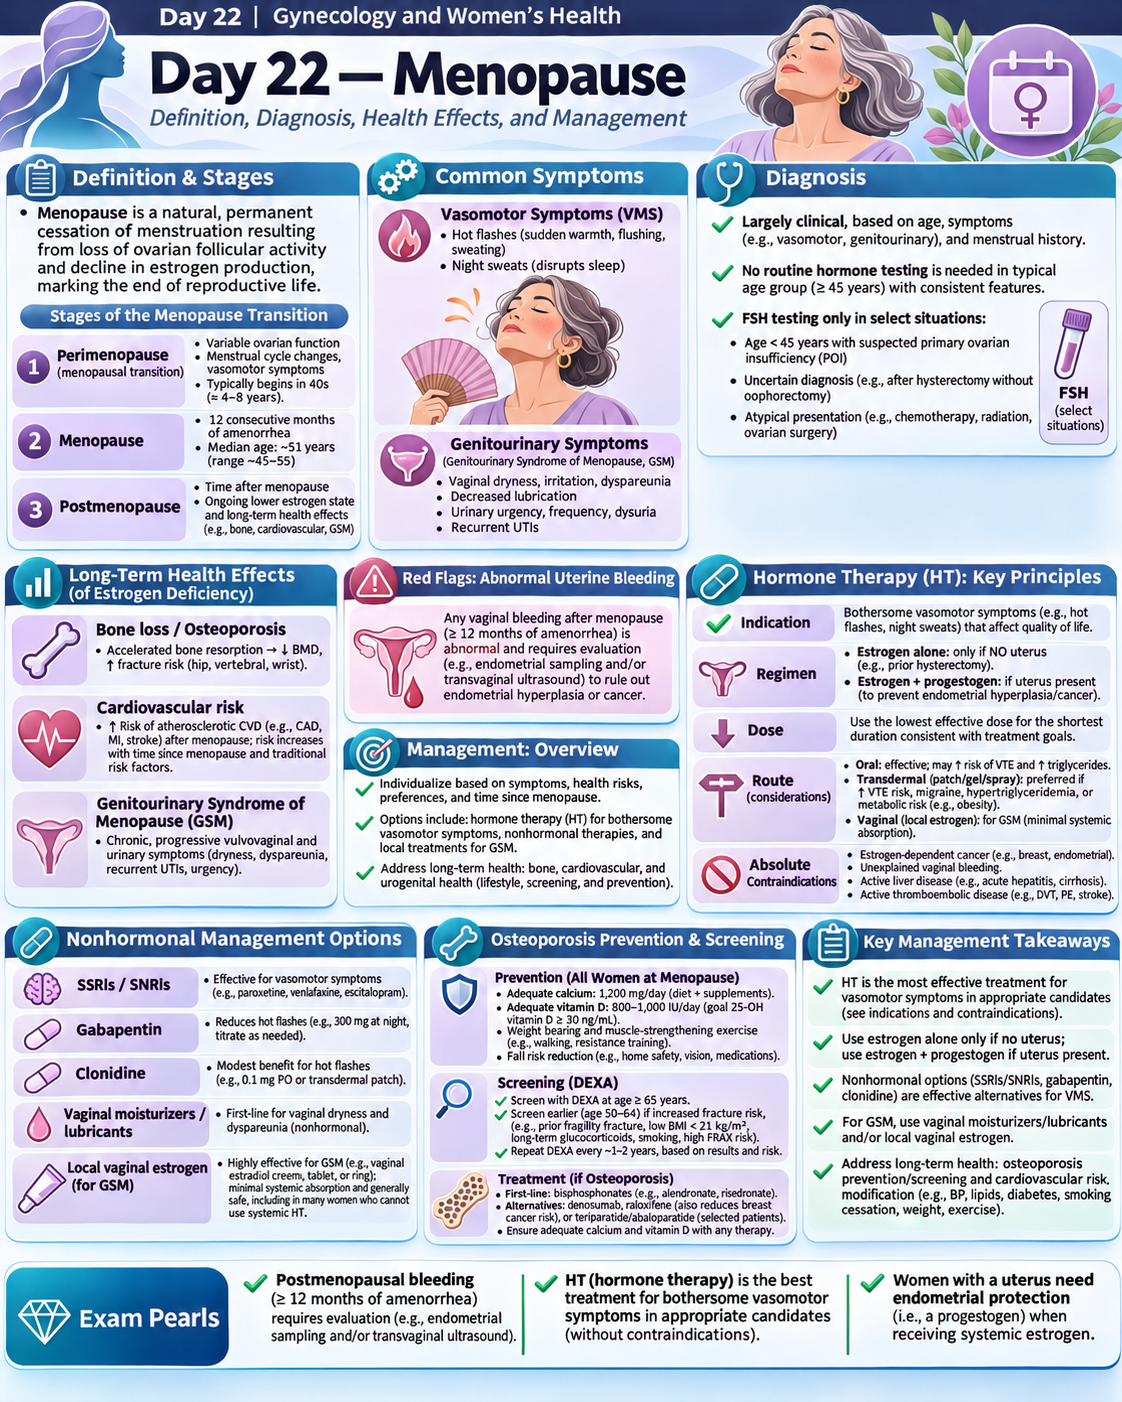 Day 22 | Gynecology and Women's Health
Day 22 — Menopause
Definition, Diagnosis, Health Effects, and Management
Definition & Stages
• Menopause is a natural, permanent
cessation of menstruation resulting
from loss of ovarian follicular activity
and decline in estrogen production,
marking the end of reproductive life.
Stages of the Menopause Transition
1
Perimenopause
(menopausal transition)
• Variable ovarian function
• Menstrual cycle changes,
vasomotor symptoms
• Typically begins in 40s
(≈ 4–8 years).
2
Menopause
• 12 consecutive months
of amenorrhea
• Median age: ~51 years
(range ~45–55)
3
Postmenopause
• Time after menopause
• Ongoing lower estrogen state
and long-term health effects
(e.g., bone, cardiovascular, GSM)
Common Symptoms
Vasomotor Symptoms (VMS)
• Hot flashes (sudden warmth, flushing,
sweating)
• Night sweats (disrupts sleep)
Genitourinary Symptoms
(Genitourinary Syndrome of Menopause, GSM)
• Vaginal dryness, irritation, dyspareunia
• Decreased lubrication
• Urinary urgency, frequency, dysuria
• Recurrent UTIs
Diagnosis
✓ Largely clinical, based on age, symptoms
(e.g., vasomotor, genitourinary), and menstrual history.
✓ No routine hormone testing is needed in typical
age group (≥ 45 years) with consistent features.
✓ FSH testing only in select situations:
• Age < 45 years with suspected primary ovarian
insufficiency (POI)
• Uncertain diagnosis (e.g., after hysterectomy without
oophorectomy)
• Atypical presentation (e.g., chemotherapy, radiation,
ovarian surgery)
FSH
(select
situations)
Long-Term Health Effects
(of Estrogen Deficiency)
Bone loss / Osteoporosis
• Accelerated bone resorption → ↓ BMD,
↑ fracture risk (hip, vertebral, wrist).
Cardiovascular risk
• ↑ Risk of atherosclerotic CVD (e.g., CAD,
MI, stroke) after menopause; risk increases
with time since menopause and traditional
risk factors.
Genitourinary Syndrome of
Menopause (GSM)
• Chronic, progressive vulvovaginal and
urinary symptoms (dryness, dyspareunia,
recurrent UTIs, urgency).
Red Flags: Abnormal Uterine Bleeding
Any vaginal bleeding after menopause
(≥ 12 months of amenorrhea) is
abnormal and requires evaluation
(e.g., endometrial sampling and/or
transvaginal ultrasound) to rule out
endometrial hyperplasia or cancer.
Management: Overview
✓ Individualize based on symptoms, health risks,
preferences, and time since menopause.
✓ Options include: hormone therapy (HT) for bothersome
vasomotor symptoms, nonhormonal therapies, and
local treatments for GSM.
✓ Address long-term health: bone, cardiovascular, and
urogenital health (lifestyle, screening, and prevention).
Hormone Therapy (HT): Key Principles
Indication
Bothersome vasomotor symptoms (e.g., hot
flashes, night sweats) that affect quality of life.
Regimen
• Estrogen alone: only if NO uterus
(e.g., prior hysterectomy).
• Estrogen + progestogen: if uterus present
(to prevent endometrial hyperplasia/cancer).
Dose
Use the lowest effective dose for the shortest
duration consistent with treatment goals.
Route
(considerations)
• Oral: effective; may ↑ risk of VTE and ↑ triglycerides.
• Transdermal (patch/gel/spray): preferred if
↑ VTE risk, migraine, hypertriglyceridemia, or
metabolic risk (e.g., obesity).
• Vaginal (local estrogen): for GSM (minimal systemic
absorption).
Absolute
Contraindications
• Estrogen-dependent cancer (e.g., breast, endometrial).
• Unexplained vaginal bleeding.
• Active liver disease (e.g., acute hepatitis, cirrhosis).
• Active thromboembolic disease (e.g., DVT, PE, stroke).
Nonhormonal Management Options
SSRIs / SNRIs
• Effective for vasomotor symptoms
(e.g., paroxetine, venlafaxine, escitalopram).
Gabapentin
• Reduces hot flashes (e.g., 300 mg at night,
titrate as needed).
Clonidine
• Modest benefit for hot flashes
(e.g., 0.1 mg PO or transdermal patch).
Vaginal moisturizers /
lubricants
• First-line for vaginal dryness and
dyspareunia (nonhormonal).
Local vaginal estrogen
(for GSM)
• Highly effective for GSM (e.g., vaginal
estradiol creem, tablet, or ring);
minimal systemic absorption and generally
safe, including in many women who cannot
use systemic HT.
Osteoporosis Prevention & Screening
Prevention (All Women at Menopause)
• Adequate calcium: 1,200 mg/day (diet + supplements).
• Adequate vitamin D: 800–1,000 IU/day (goal 25-OH
vitamin D ≥ 30 ng/mL).
• Weight bearing and muscle-strengthening exercise
(e.g., walking, resistance training).
• Fall risk reduction (e.g., home safety, vision, medications).
Screening (DEXA)
✓ Screen with DEXA at age ≥ 65 years.
✓ Screen earlier (age 50–64) if increased fracture risk,
(e.g., prior fragility fracture, low BMI < 21 kg/m²,
long-term glucocorticoids, smoking, high FRAX risk).
✓ Repeat DEXA every ~1–2 years, based on results and risk.
Treatment (if Osteoporosis)
• First-line: bisphosphonates (e.g., alendronate, risedronate).
• Alternatives: denosumab, raloxifene (also reduces breast
cancer risk), or teriparatide/abaloparatide (selected patients).
• Ensure adequate calcium and vitamin D with any therapy.
Key Management Takeaways
✓ HT is the most effective treatment for
vasomotor symptoms in appropriate candidates
(see indications and contraindications).
✓ Use estrogen alone only if no uterus;
use estrogen + progestogen if uterus present.
✓ Nonhormonal options (SSRIs/SNRIs, gabapentin,
clonidine) are effective alternatives for VMS.
✓ For GSM, use vaginal moisturizers/lubricants
and/or local vaginal estrogen.
✓ Address long-term health: osteoporosis
prevention/screening and cardiovascular risk.
modification (e.g., BP, lipids, diabetes, smoking
cessation, weight, exercise).
Exam Pearls
✓ Postmenopausal bleeding
(≥ 12 months of amenorrhea)
requires evaluation (e.g., endometrial
sampling and/or transvaginal ultrasound).
✓ HT (hormone therapy) is the best
treatment for bothersome vasomotor
symptoms in appropriate candidates
(without contraindications).
✓ Women with a uterus need
endometrial protection
(i.e., a progestogen) when
receiving systemic estrogen.